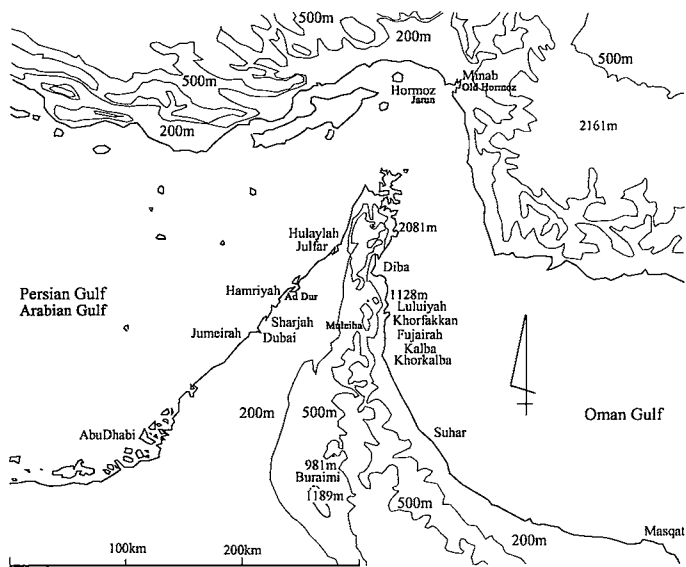 500m
200m
500m
500m
Minab
Old Hormoz
Hormoz
Jarun
200m
2161m
2081m
Hulaylah
Julfar
Diba
Persian Gulf
Arabian Gulf
Hamriyah
Ad Dur
1128m
Luluiyah
Khorfakkan
Fujairah
Kalba
Khorkalba
Sharjah
Muleiha
Jumeirah
Dubai
200m
500m
Oman Gulf
AbuDhabi
Suhar
981m
Buraimi
189m
500m
200m
Masqat
100km
200km